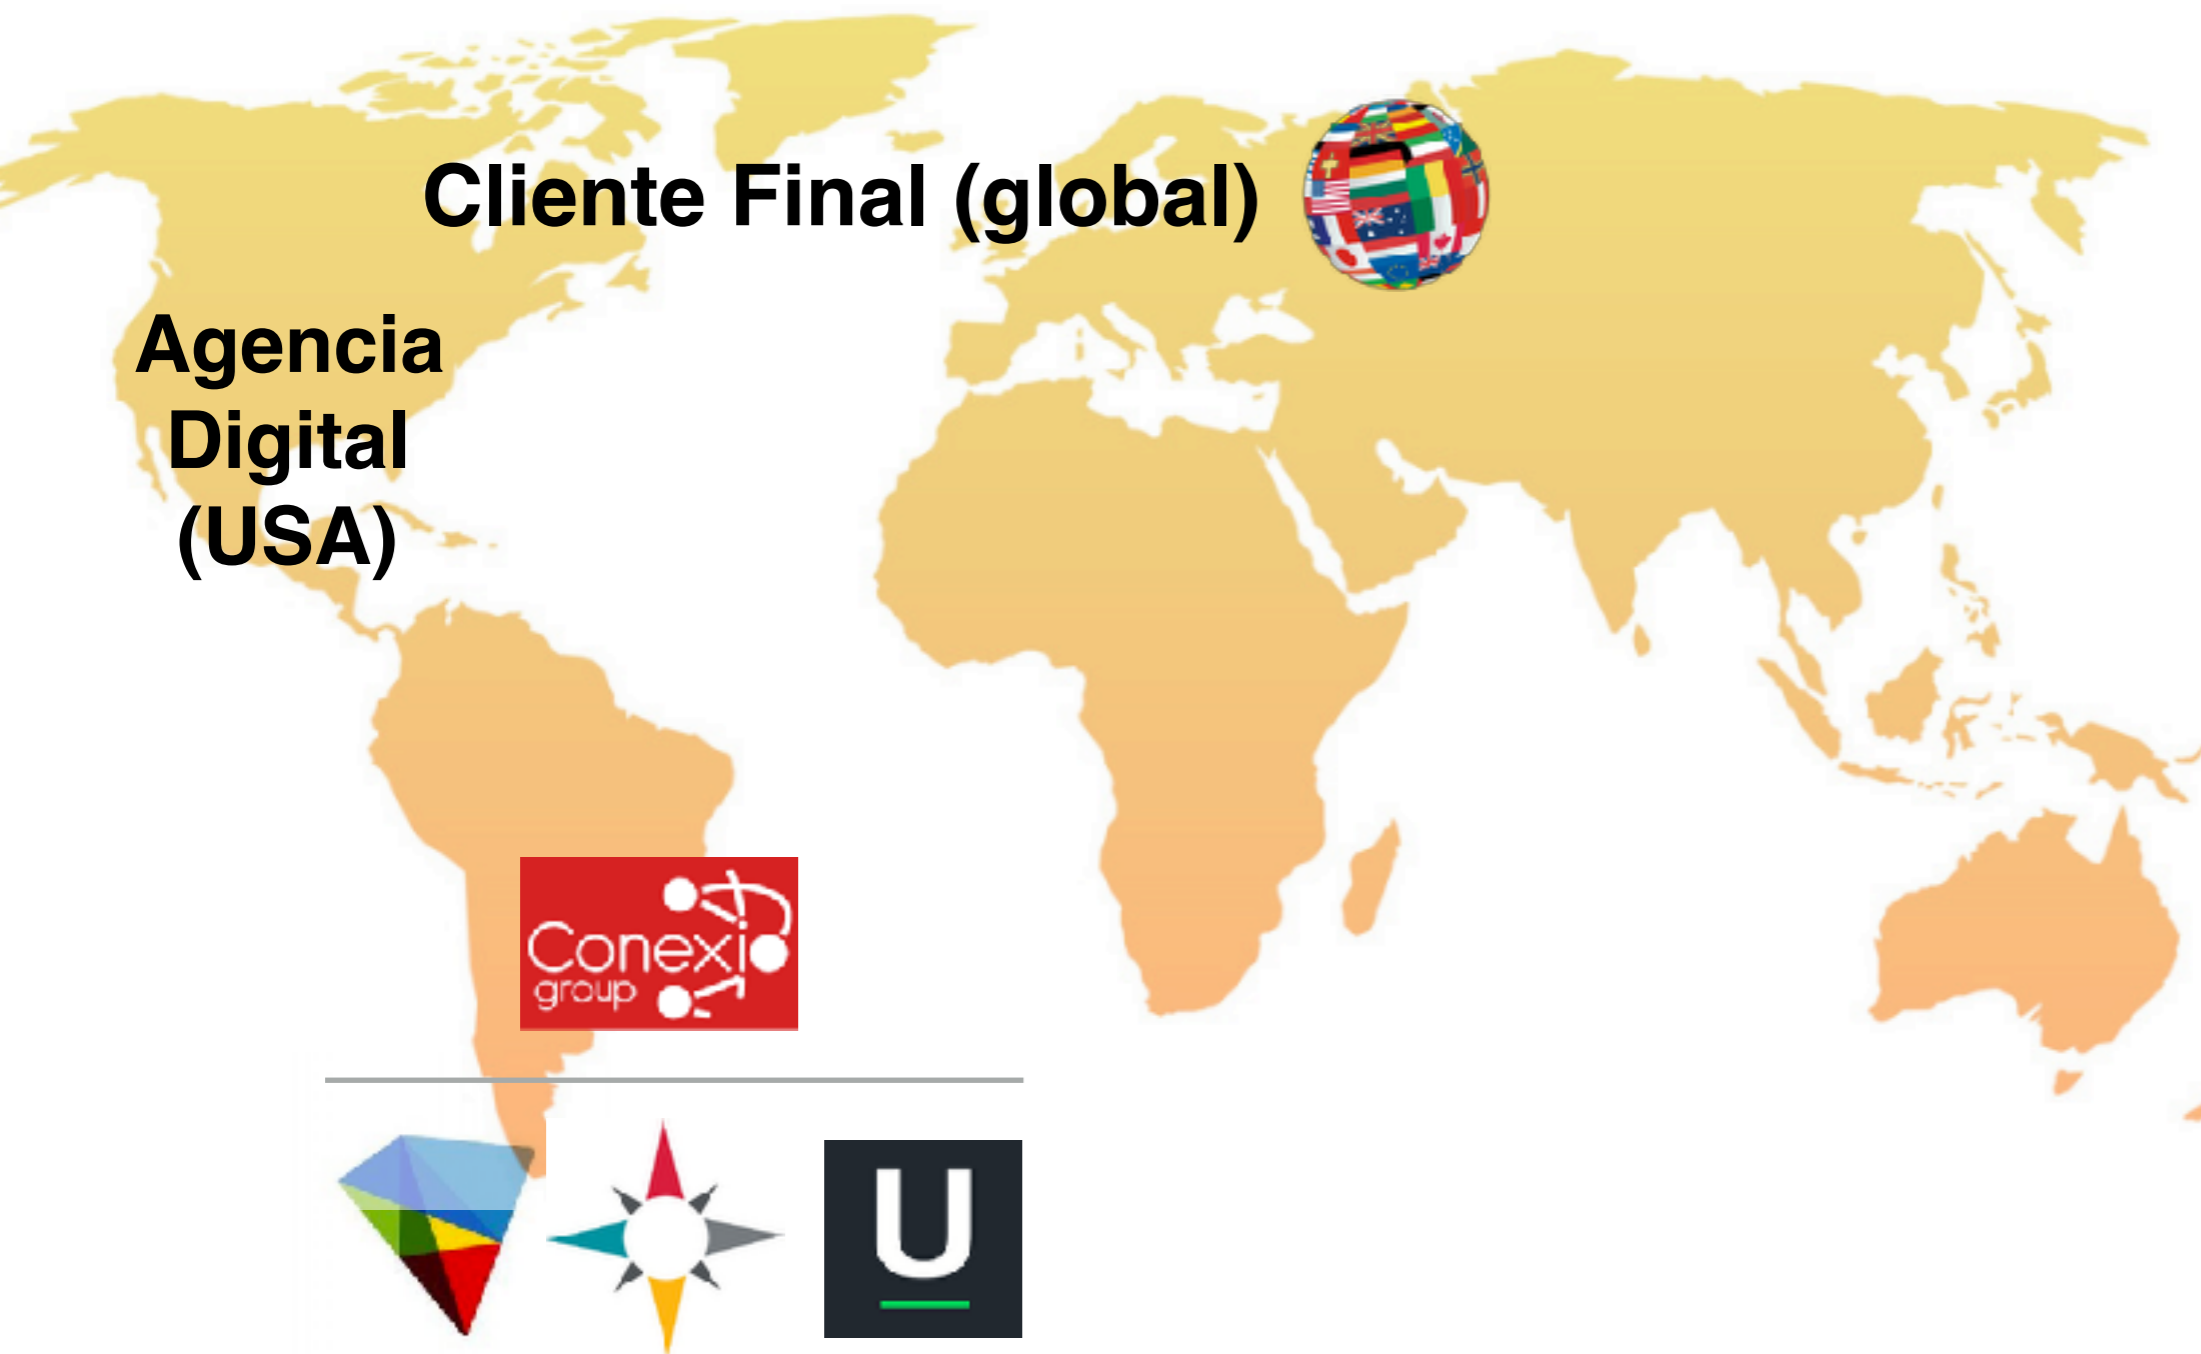 Cliente Final (global)
Agencia
Digital
(USA)
Conexio
group
U